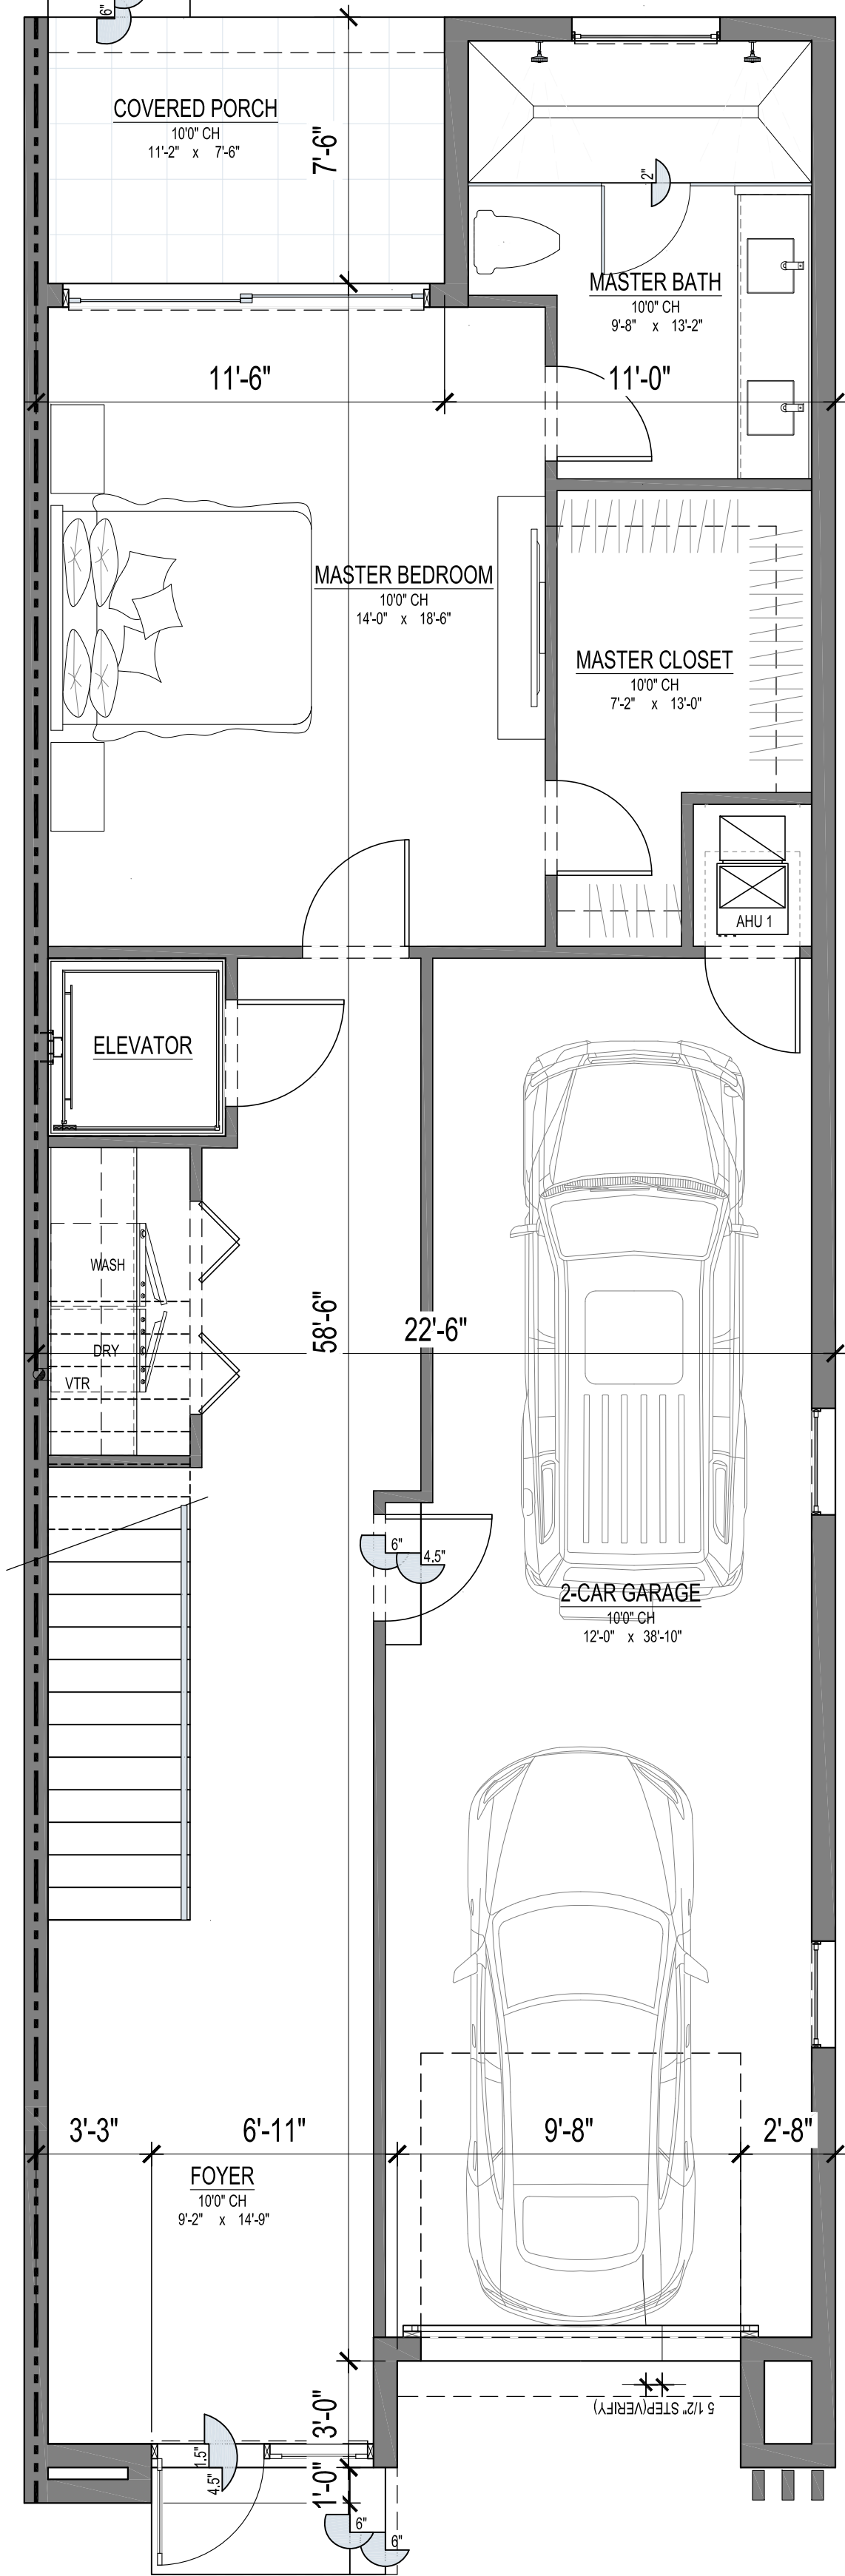 6"
COVERED PORCH
10'0" CH
11'-2" x 7'-6"
7'-6"
2"
MASTER BATH
10'0" CH
9'-8" x 13'-2"
11'-6"
11'-0"
MASTER BEDROOM
10'0" CH
14'-0" x 18'-6"
MASTER CLOSET
10'0" CH
7'-2" x 13'-0"
AHU 1
ELEVATOR
WASH
DRY
VTR
58'-6"
22'-6"
6"
4.5"
2-CAR GARAGE
10'0" CH
12'-0" x 38'-10"
3'-3"
6'-11"
9'-8"
2'-8"
FOYER
10'0" CH
9'-2" x 14'-9"
5 1/2" STEP(VERIFY)
3'-0"
1.5"
4.5"
1'-0"
6"
6"